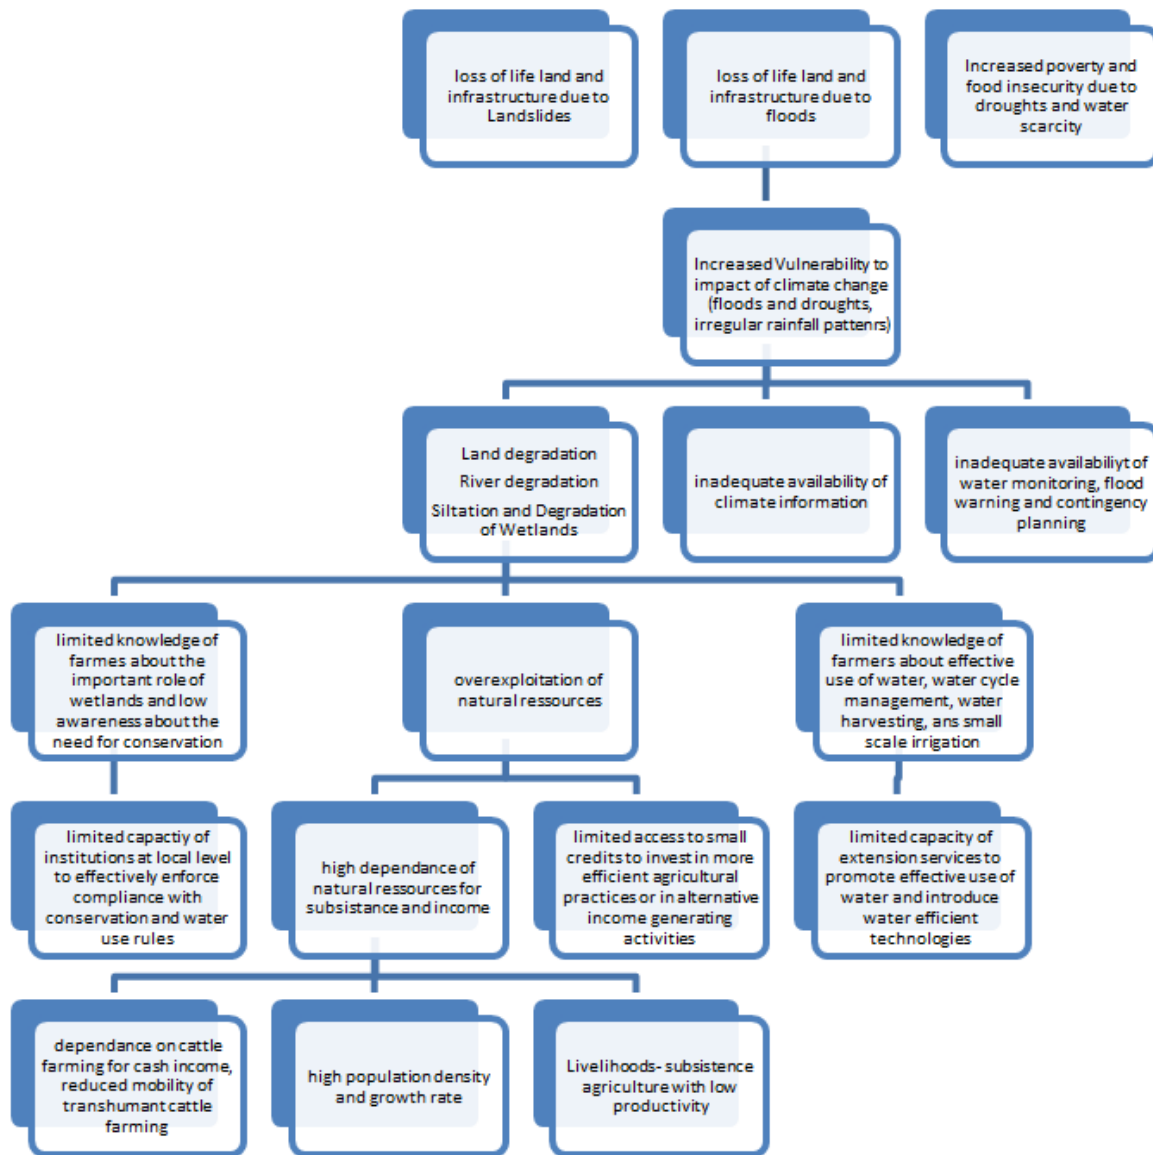 loss of life land and
infrastructure due to
Landslides
loss of life land and
infrastructure due to
floods
Increased poverty and
food insecurity due to
droughts and water
scarcity
Increased Vulnerability to
impact of climate change
(floods and droughts,
irregular rainfall pattenrs)
Land degradation
River degradation
Siltation and Degradation
of Wetlands
inadequate availability of
climate information
inadequate availabiliyt of
water monitoring, flood
warning and contingency
planning
limited knowledge of
farmes about the
important role of
wetlands and low
awareness about the
need for conservation
overexploitation of
natural ressources
limited knowledge of
farmers about effective
use of water, water cycle
management, water
harvesting, ans small
scale irrigation
limited capactiy of
institutions at local level
to effectively enforce
compliance with
conservation and water
use rules
high dependance of
natural ressources for
subsistance and income
limited access to small
credits to invest in more
efficient agricultural
practices or in alternative
income generating
activities
limited capacity of
extension services to
promote effective use of
water and introduce
water efficient
technologies
dependance on cattle
farming for cash income,
reduced mobility of
transhumant cattle
farming
high population density
and growth rate
Livelihoods- subsistence
agriculture with low
productivity